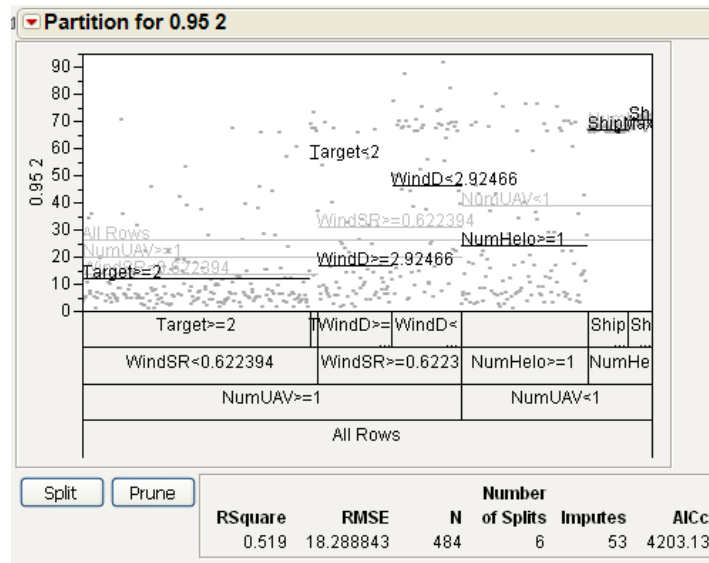 Partition for 0.95 2
90
80
70
60
50
40
30
20
10
0
0.95 2
Target<2
WindD<2.92466
NumUAV<1
WindSR>=0.622394
NumHelo>=1
All Rows
NumUAV>=1
WindSR<0.622394
Target>=2
WindD>=2.92466
Target>=2 T WindD>= WindD< Ship Sh
WindSR<0.622394 WindSR>=0.6223 NumHelo>=1 NumHe
NumUAV>=1 NumUAV<1
All Rows
Split Prune
Number
RSquare RMSE N of Splits Imputes AICc
0.519 18.288843 484 6 53 4203.13